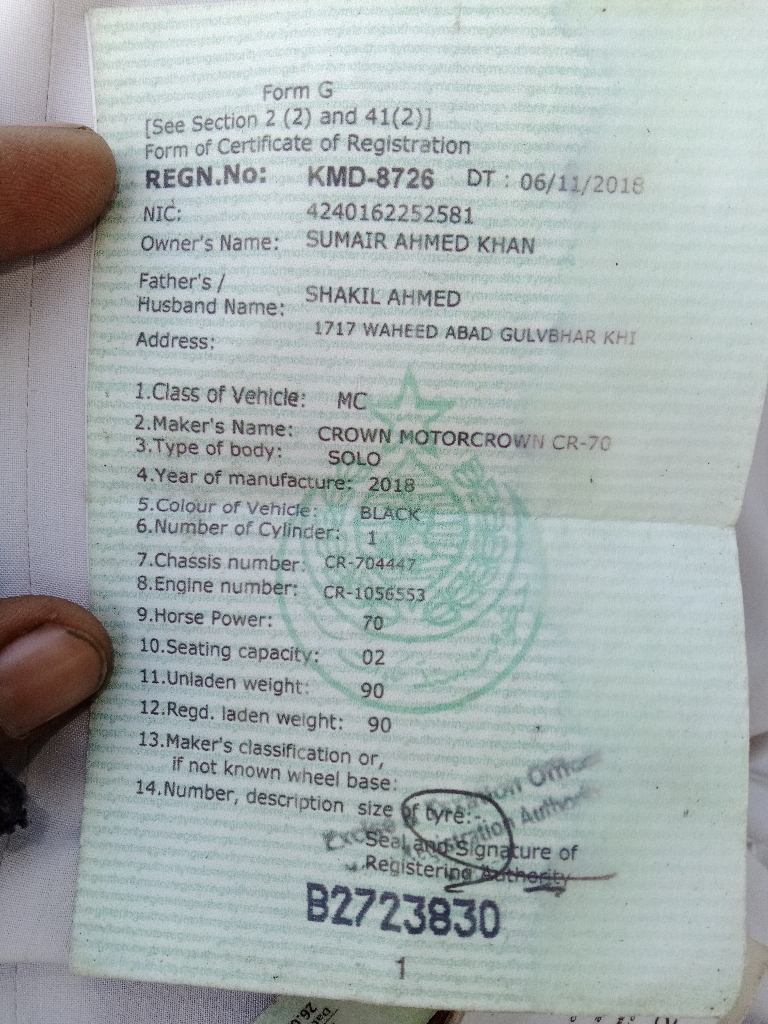 Form G
[See Section 2 (2) and 41(2)]
Form of Certificate of Registration
REGN.No: KMD-8726 DT : 06/11/2018
NIC: 4240162252581
Owner's Name: SUMAIR AHMED KHAN
Father's /
Husband Name: SHAKIL AHMED
Address: 1717 WAHEED ABAD GULVBHAR KHI
1.Class of Vehicle: MC
2.Maker's Name: CROWN MOTORCROWN CR-70
3.Type of body: SOLO
4.Year of manufacture: 2018
5.Colour of Vehicle: BLACK
6.Number of Cylinder: 1
7.Chassis number: CR-704447
8.Engine number: CR-1056553
9.Horse Power: 70
10.Seating capacity: 02
11.Unladen weight: 90
12.Regd. laden weight: 90
13.Maker's classification or,
if not known wheel base:
14.Number, description size of tyre:-
Excise & Taxation Officer
Registration Authority
Seal and Signature of
Registering Authority
B2723830
1